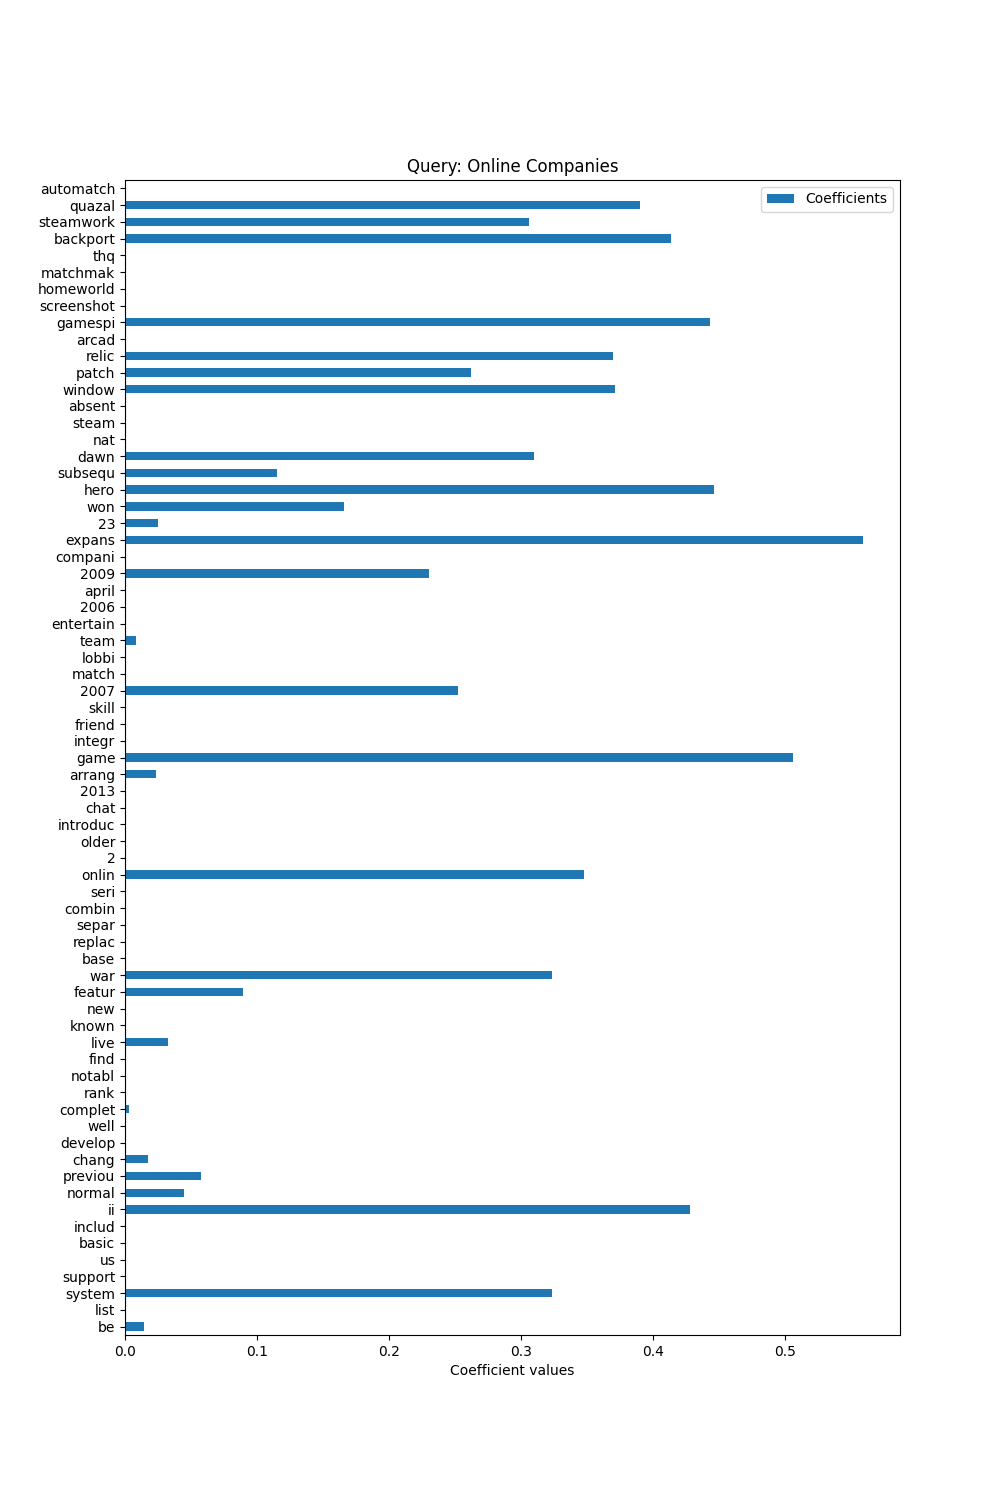 Query: Online Companies
Coefficients
automatch
quazal
steamwork
backport
thq
matchmak
homeworld
screenshot
gamespi
arcad
relic
patch
window
absent
steam
nat
dawn
subsequ
hero
won
23
expans
compani
2009
april
2006
entertain
team
lobbi
match
2007
skill
friend
integr
game
arrang
2013
chat
introduc
older
2
onlin
seri
combin
separ
replac
base
war
featur
new
known
live
find
notabl
rank
complet
well
develop
chang
previou
normal
ii
includ
basic
us
support
system
list
be
0.0 0.1 0.2 0.3 0.4 0.5
Coefficient values